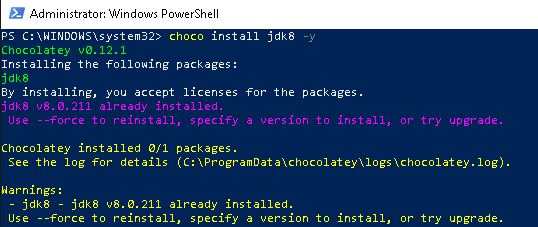 Administrator: Windows PowerShell
PS C:\WINDOWS\system32> choco install jdk8 -y
Chocolatey v0.12.1
Installing the following packages:
jdk8
By installing, you accept licenses for the packages.
jdk8 v8.0.211 already installed.
Use --force to reinstall, specify a version to install, or try upgrade.
Chocolatey installed 0/1 packages.
See the log for details (C:\ProgramData\chocolatey\logs\chocolatey.log).
Warnings:
- jdk8 - jdk8 v8.0.211 already installed.
Use --force to reinstall, specify a version to install, or try upgrade.